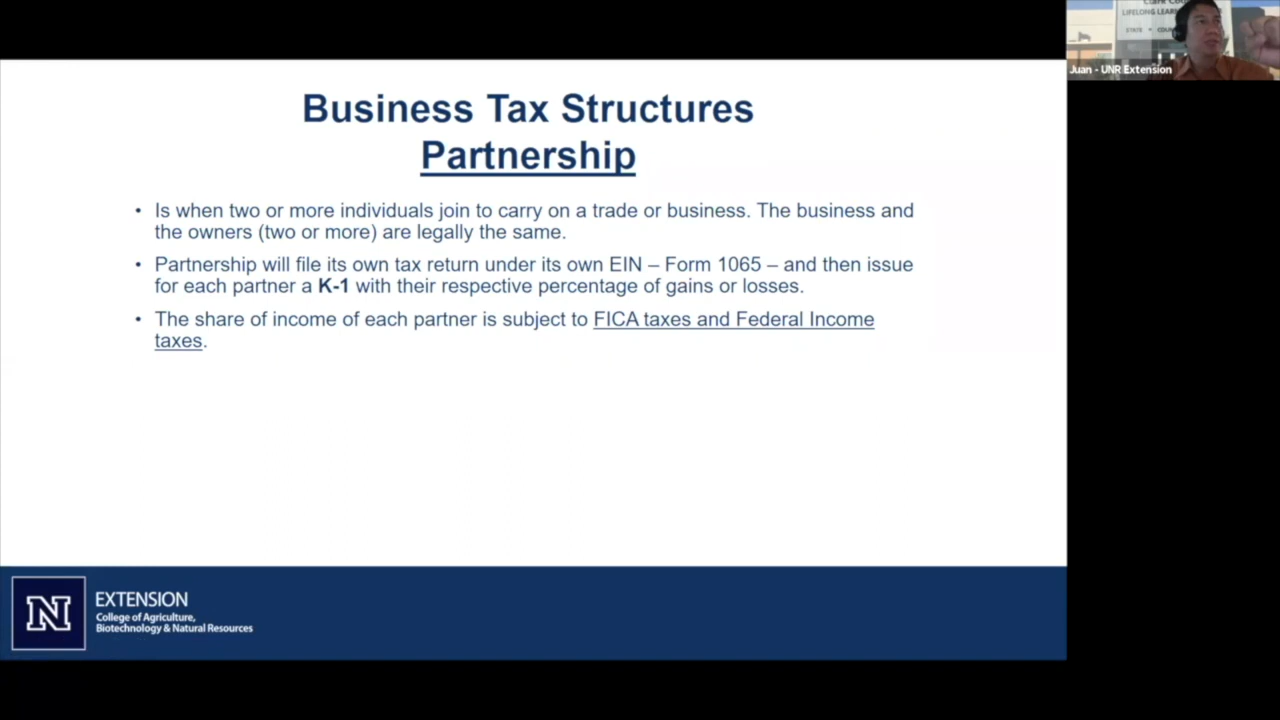 Business Tax Structures
Partnership
• Is when two or more individuals join to carry on a trade or business. The business and
the owners (two or more) are legally the same.
• Partnership will file its own tax return under its own EIN – Form 1065 – and then issue
for each partner a K-1 with their respective percentage of gains or losses.
• The share of income of each partner is subject to FICA taxes and Federal Income
taxes.
N
EXTENSION
College of Agriculture,
Biotechnology & Natural Resources
LIFELONG
Juan - UNR Extension